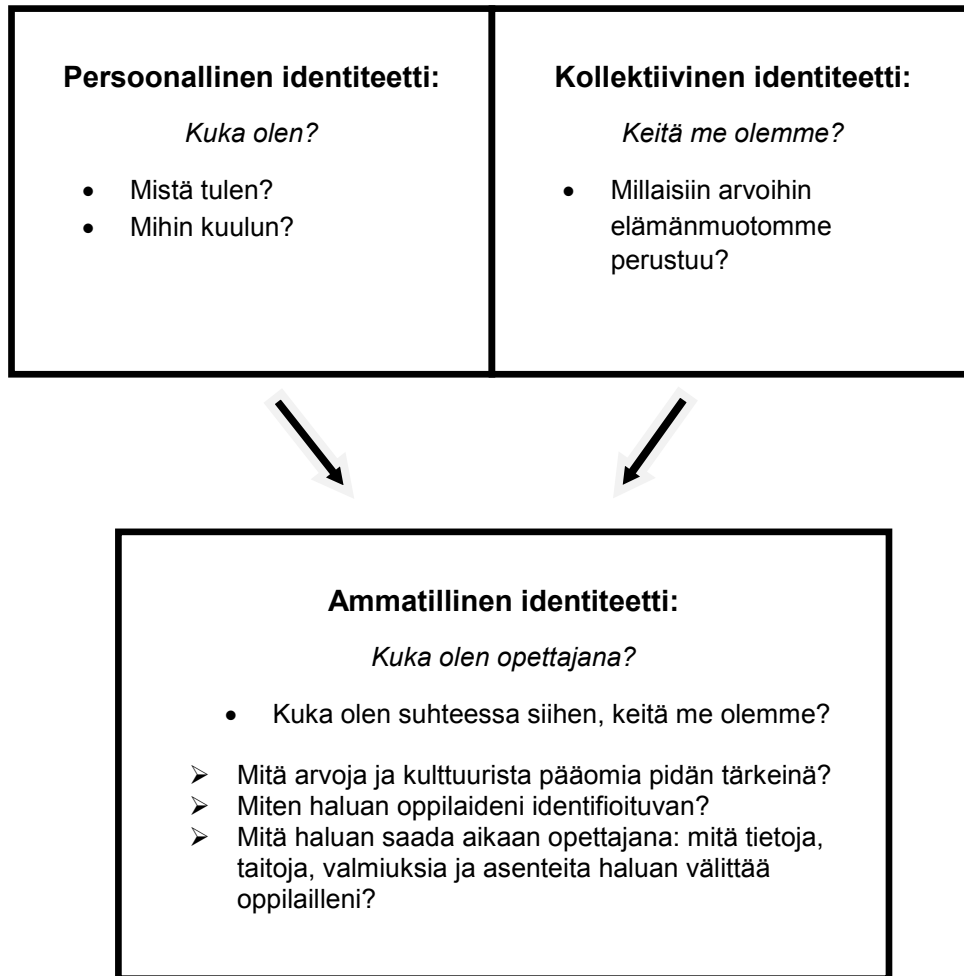 Persoonallinen identiteetti:
Kuka olen?
• Mistä tulen?
• Mihin kuulun?
Kollektiivinen identiteetti:
Keitä me olemme?
• Millaisiin arvoihin
elämänmuotomme
perustuu?
Ammatillinen identiteetti:
Kuka olen opettajana?
• Kuka olen suhteessa siihen, keitä me olemme?
➢ Mitä arvoja ja kulttuurista pääomia pidän tärkeinä?
➢ Miten haluan oppilaideni identifioituvan?
➢ Mitä haluan saada aikaan opettajana: mitä tietoja,
taitoja, valmiuksia ja asenteita haluan välittää
oppilailleni?